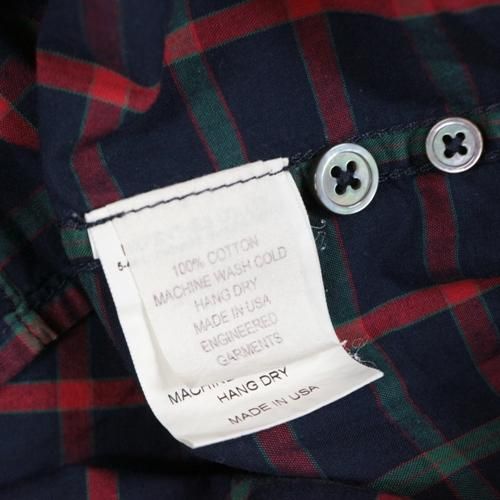 100% COTTON
MACHINE WASH COLD
HANG DRY
MADE IN USA
ENGINEERED
GARMENTS
HANG DRY
MADE IN USA